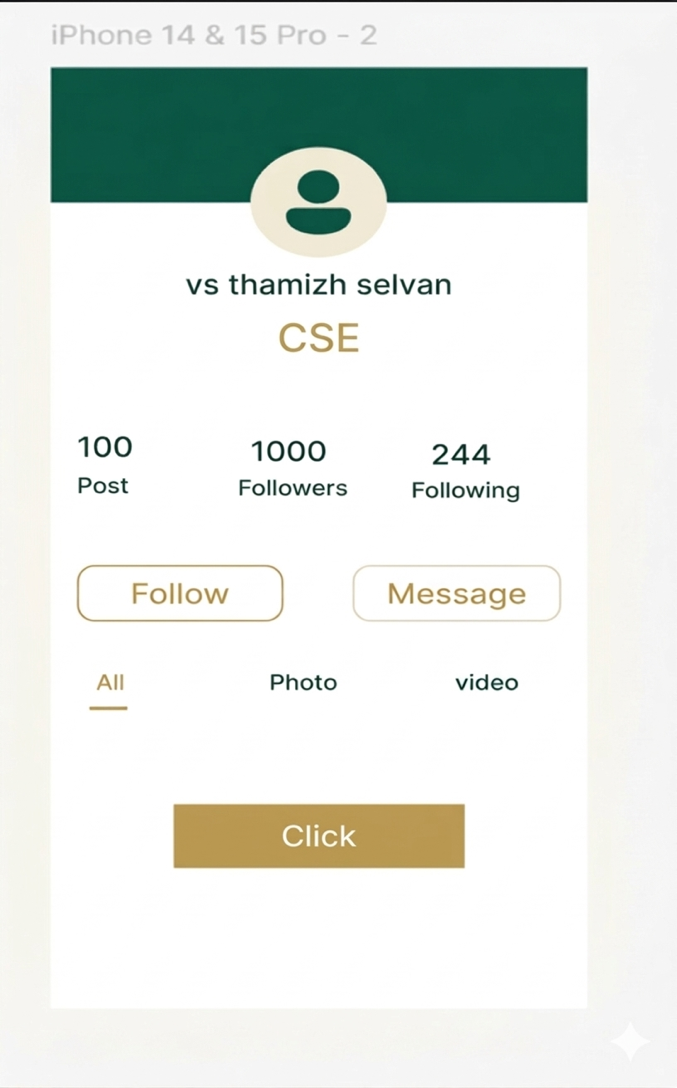 iPhone 14 & 15 Pro - 2
vs thamizh selvan
CSE
100 1000 244
Post Followers Following
Follow Message
All Photo video
Click